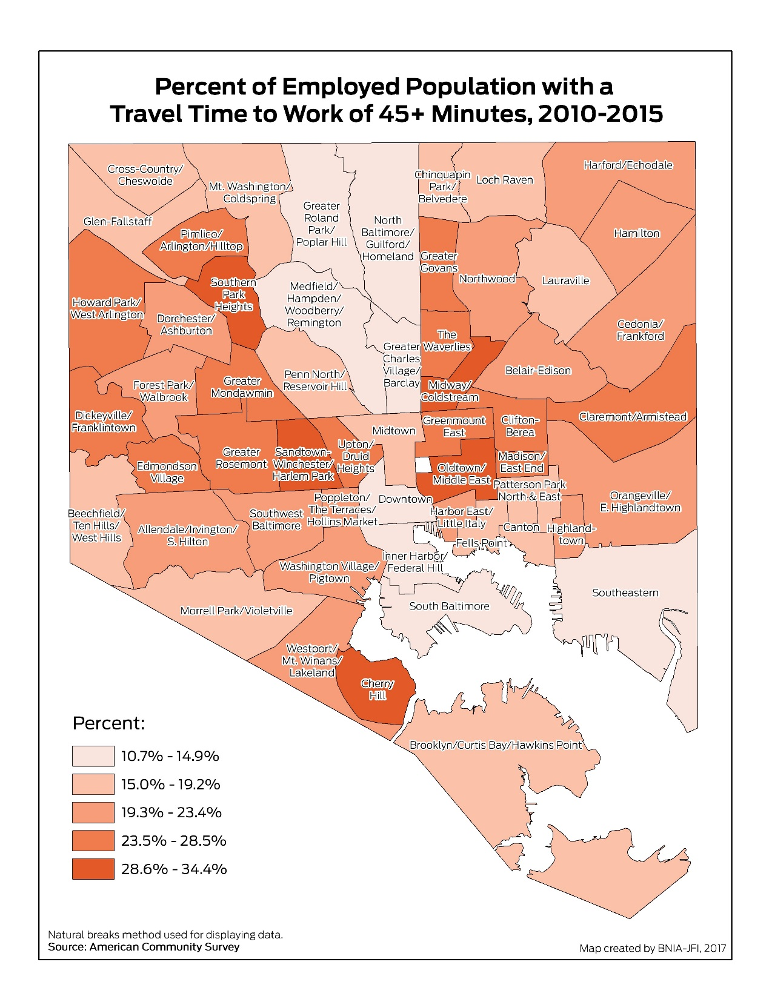 Percent of Employed Population with a
Travel Time to Work of 45+ Minutes, 2010-2015
Cross-Country/
Cheswolde
Mt. Washington/
Coldspring
Glen-Fallstaff
Pimlico/
Arlington/Hilltop
Greater
Roland
Park/
Poplar Hill
North
Baltimore/
Guilford/
Homeland
Chinquapin
Park/
Belvedere
Loch Raven
Harford/Echodale
Hamilton
Greater
Govans
Northwood
Lauraville
Southern
Park
Heights
Medfield/
Hampden/
Woodberry/
Remington
Howard Park/
West Arlington
Dorchester/
Ashburton
Cedonia/
Frankford
The
Waverlies
Greater
Charles
Village/
Barclay
Belair-Edison
Penn North/
Reservoir Hill
Forest Park/
Walbrook
Greater
Mondawmin
Midway/
Coldstream
Dickeyville/
Franklintown
Claremont/Armistead
Midtown
Greenmount
East
Clifton-
Berea
Edmondson
Village
Greater
Rosemont
Sandtown-
Winchester/
Harlem Park
Upton/
Druid
Heights
Oldtown/
Middle East
Madison/
East End
Patterson Park
North & East
Orangeville/
E. Highlandtown
Beechfield/
Ten Hills/
West Hills
Allendale/Irvington/
S. Hilton
Southwest
Baltimore
Poppleton/
The Terraces/
Hollins Market
Downtown
Harbor East/
Little Italy
Canton
Highland-
town
Fells Point
Washington Village/
Pigtown
Inner Harbor/
Federal Hill
Southeastern
Morrell Park/Violetville
South Baltimore
Westport/
Mt. Winans/
Lakeland
Cherry
Hill
Brooklyn/Curtis Bay/Hawkins Point
Percent:
10.7% - 14.9%
15.0% - 19.2%
19.3% - 23.4%
23.5% - 28.5%
28.6% - 34.4%
Natural breaks method used for displaying data.
Source: American Community Survey
Map created by BNIA-JFI, 2017